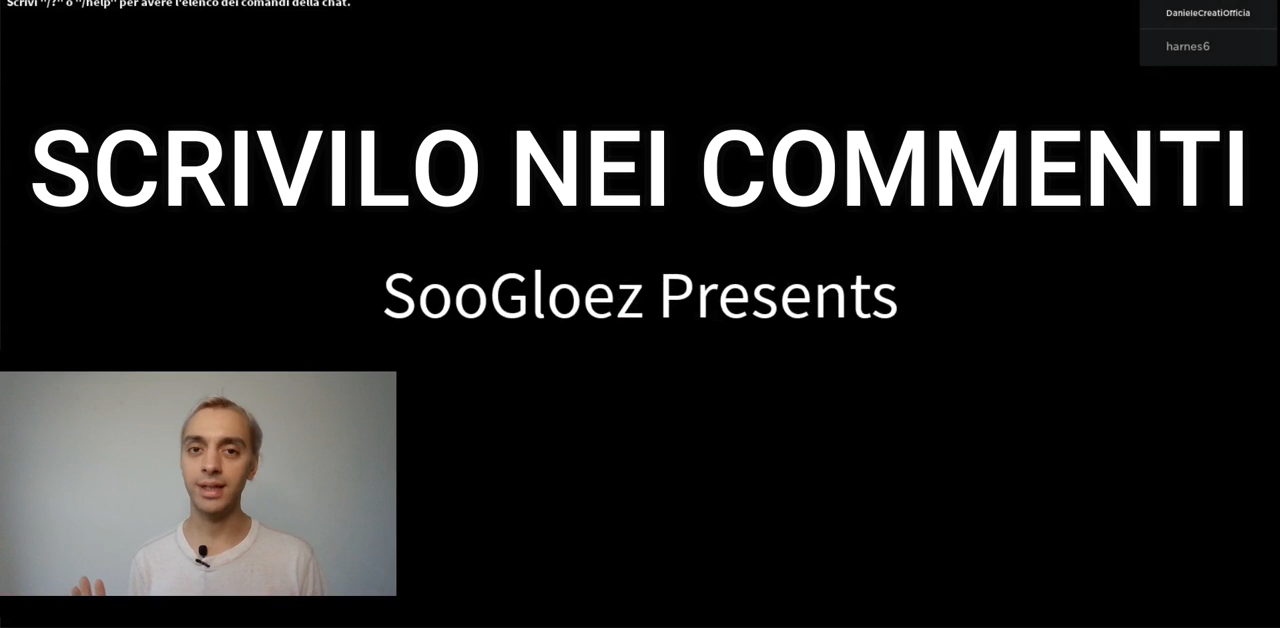 Scrivi "/?" o "/help" per avere l'elenco dei comandi della chat.
DanieleCreatiOfficia
harnes6
SCRIVILO NEI COMMENTI
SooGloez Presents